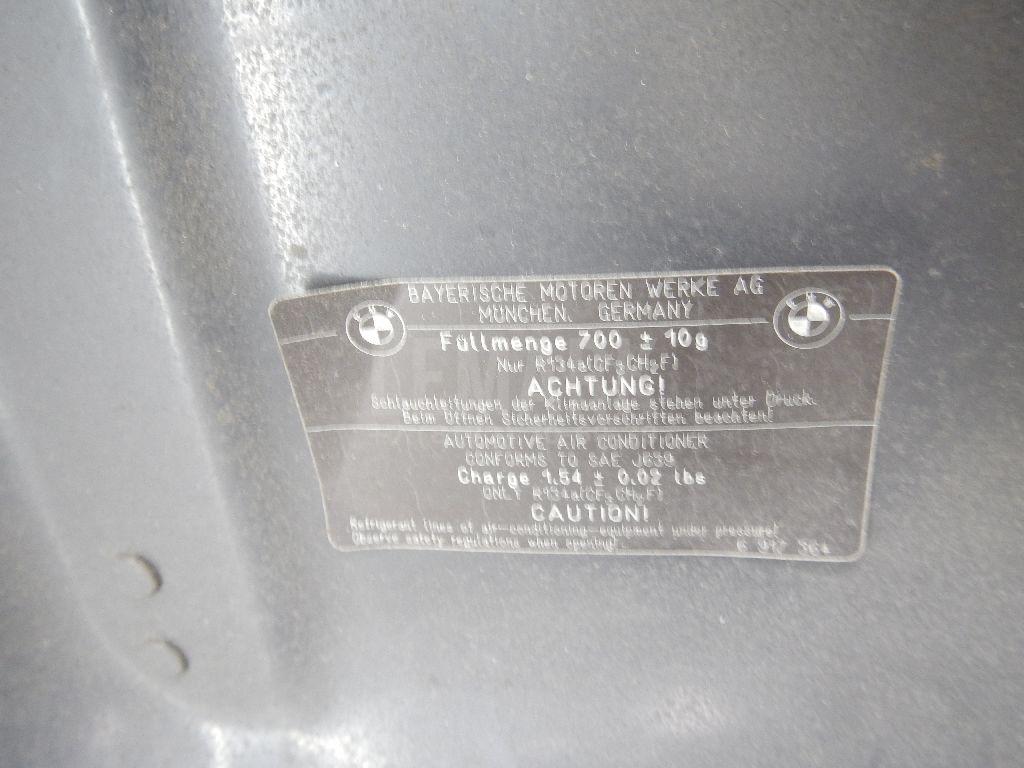 BAYERISCHE MOTOREN WERKE AG
MÜNCHEN, GERMANY
Füllmenge 700 ± 10g
Nur R134a(CF3CH2F)
ACHTUNG!
Schlauchleitungen der Klimaanlage stehen unter Druck.
Beim Öffnen Sicherheitsvorschriften beachten!
AUTOMOTIVE AIR CONDITIONER
CONFORMS TO SAE J639
Charge 1.54 ± 0.02 lbs
ONLY R134a(CF3CH2F)
CAUTION!
Refrigerant lines of air-conditioning equipment under pressure!
Observe safety regulations when opening!